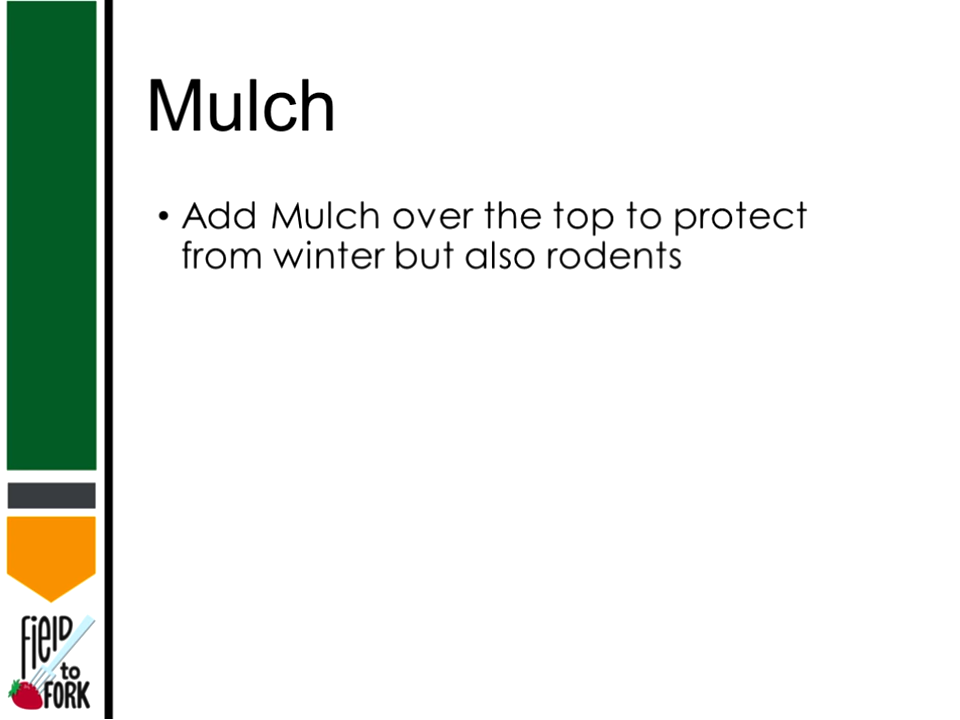 Mulch
• Add Mulch over the top to protect
from winter but also rodents
FiElD
to
FORK